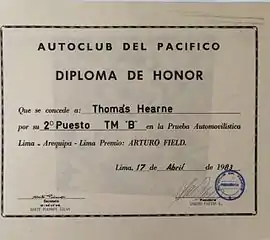 AUTOCLUB DEL PACIFICO
DIPLOMA DE HONOR
Que se concede a: Thomas Hearne
por su 2º Puesto TM "B" en la Prueba Automovilística
Lima - Arequipa - Lima Premio: ARTURO FIELD.
Lima, 17 de Abril de 1983
Secretario
Presidente